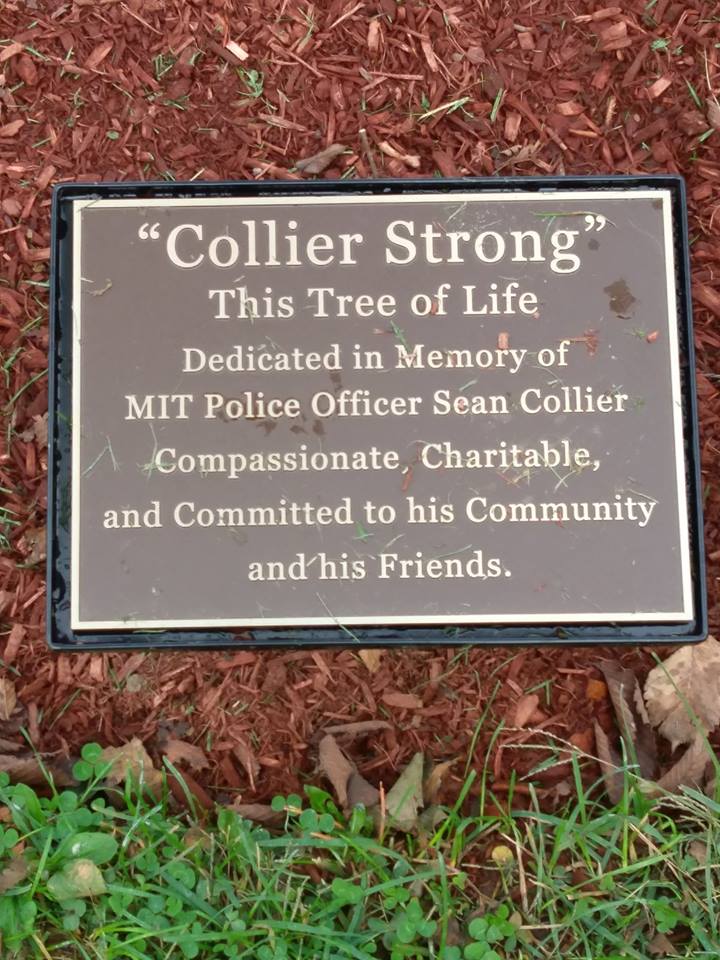 “Collier Strong”
This Tree of Life
Dedicated in Memory of
MIT Police Officer Sean Collier
Compassionate, Charitable,
and Committed to his Community
and his Friends.